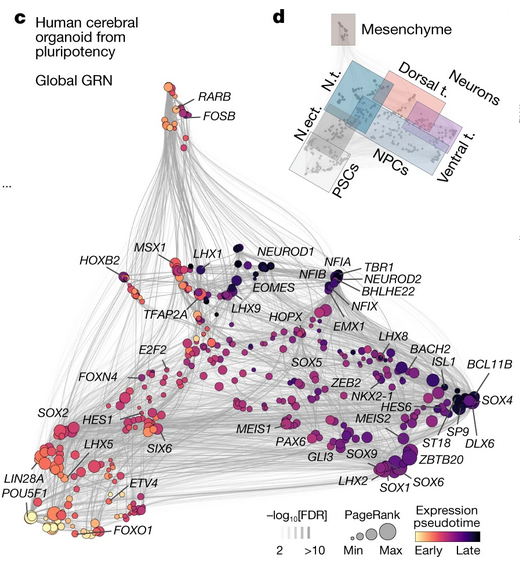 c
Human cerebral
organoid from
pluripotency
Global GRN
...
RARB
FOSB
d
Mesenchyme
N.t.
Dorsal t.
Neurons
N.ect.
NPCs
Ventral t.
PSCs
MSX1
LHX1
NEUROD1
HOXB2
NFIA
TBR1
NFIB
NEUROD2
EOMES
BHLHE22
TFAP2A
LHX9
NFIX
HOPX
EMX1
E2F2
LHX8
BACH2
ISL1
SOX5
BCL11B
FOXN4
ZEB2
NKX2-1
SOX4
SOX2
HES1
HES6
MEIS2
MEIS1
SP9
LHX5
SIX6
PAX6
ST18
DLX6
GLI3
SOX9
ZBTB20
LIN28A
LHX2
SOX6
POU5F1
ETV4
SOX1
FOXO1
–log10[FDR]
2 >10
PageRank
Min Max
Expression
pseudotime
Early Late